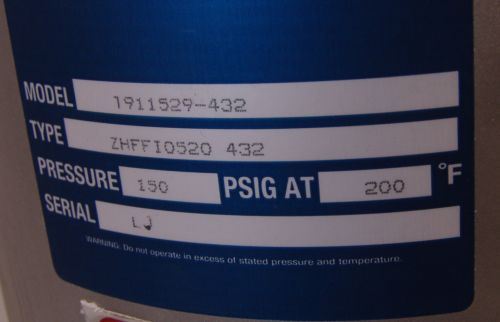 MODEL 1911529-432
TYPE ZHFFI0520 432
PRESSURE 150 PSIG AT 200 °F
SERIAL LJ
WARNING: Do not operate in excess of stated pressure and temperature.